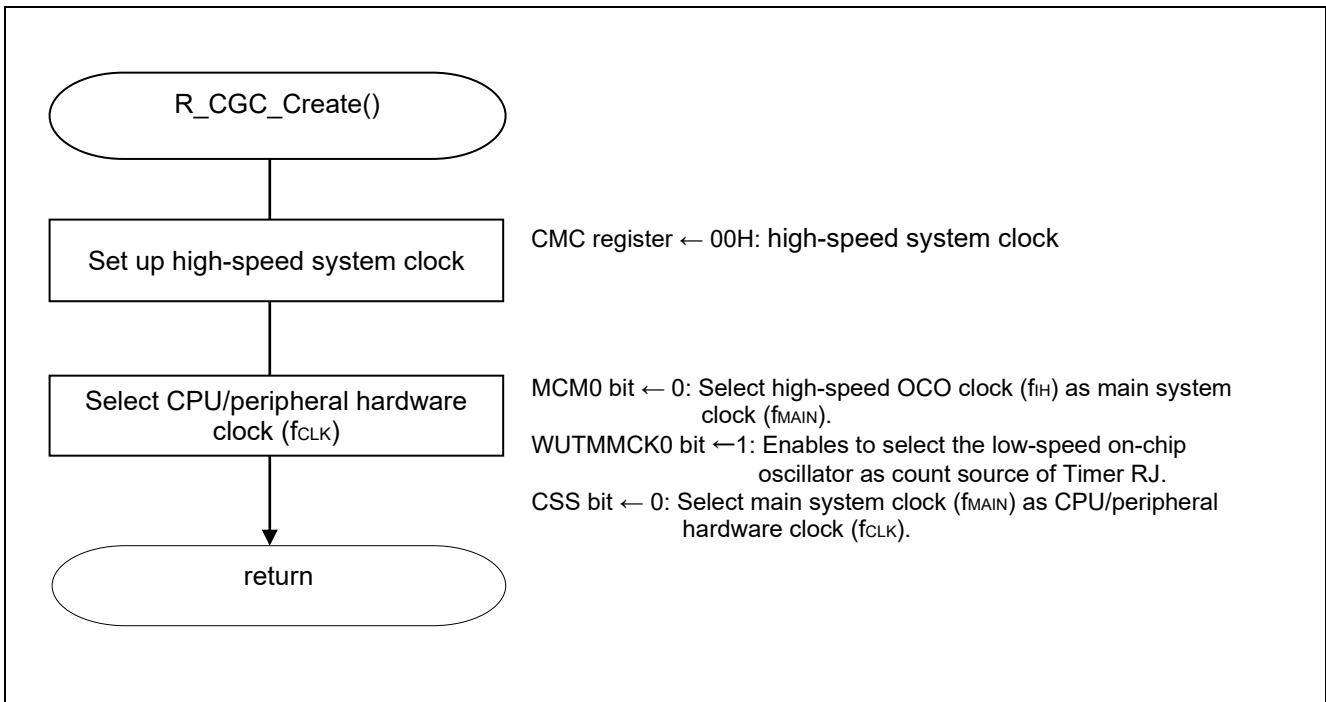 R_CGC_Create()
Set up high-speed system clock
CMC register ← 00H: high-speed system clock
Select CPU/peripheral hardware
clock (fCLK)
MCM0 bit ← 0: Select high-speed OCO clock (fIH) as main system
clock (fMAIN).
WUTMMCK0 bit ←1: Enables to select the low-speed on-chip
oscillator as count source of Timer RJ.
CSS bit ← 0: Select main system clock (fMAIN) as CPU/peripheral
hardware clock (fCLK).
return